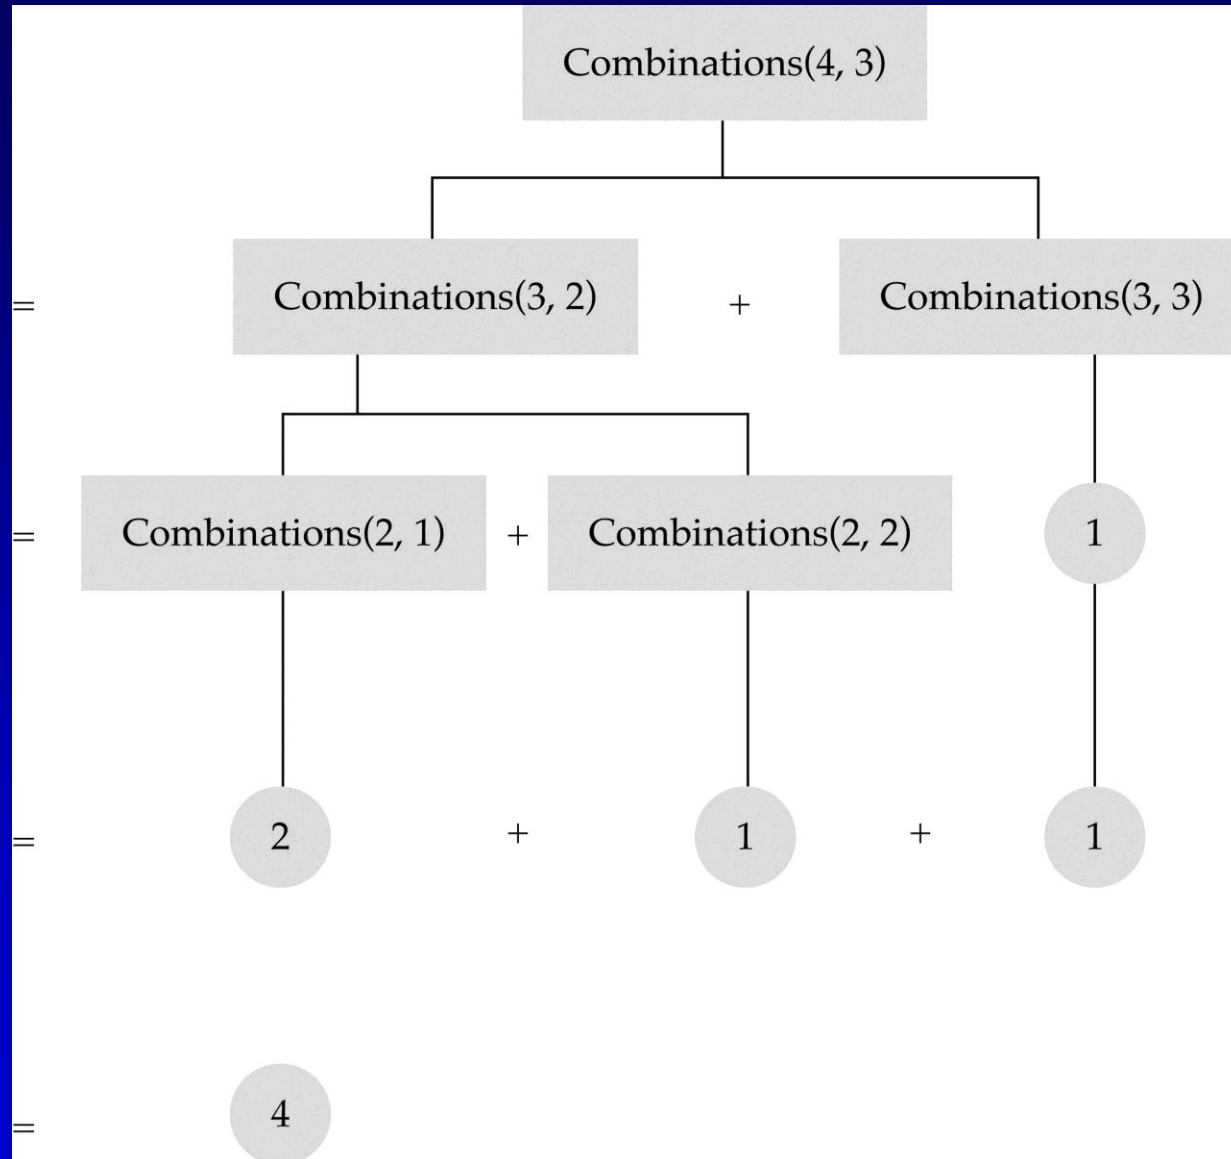 Combinations(4, 3)
= Combinations(3, 2) + Combinations(3, 3)
= Combinations(2, 1) + Combinations(2, 2) 1
= 2 + 1 + 1
= 4